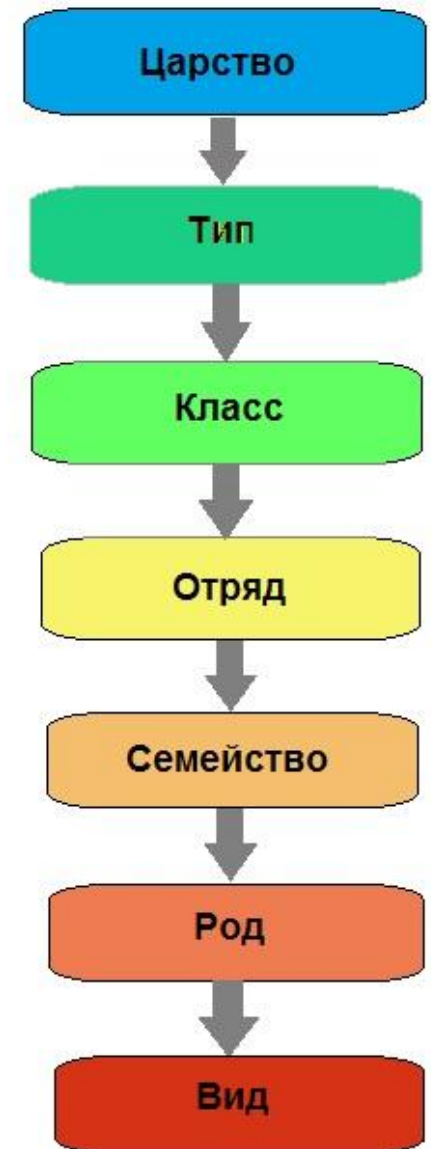 Царство
Тип
Класс
Отряд
Семейство
Род
Вид